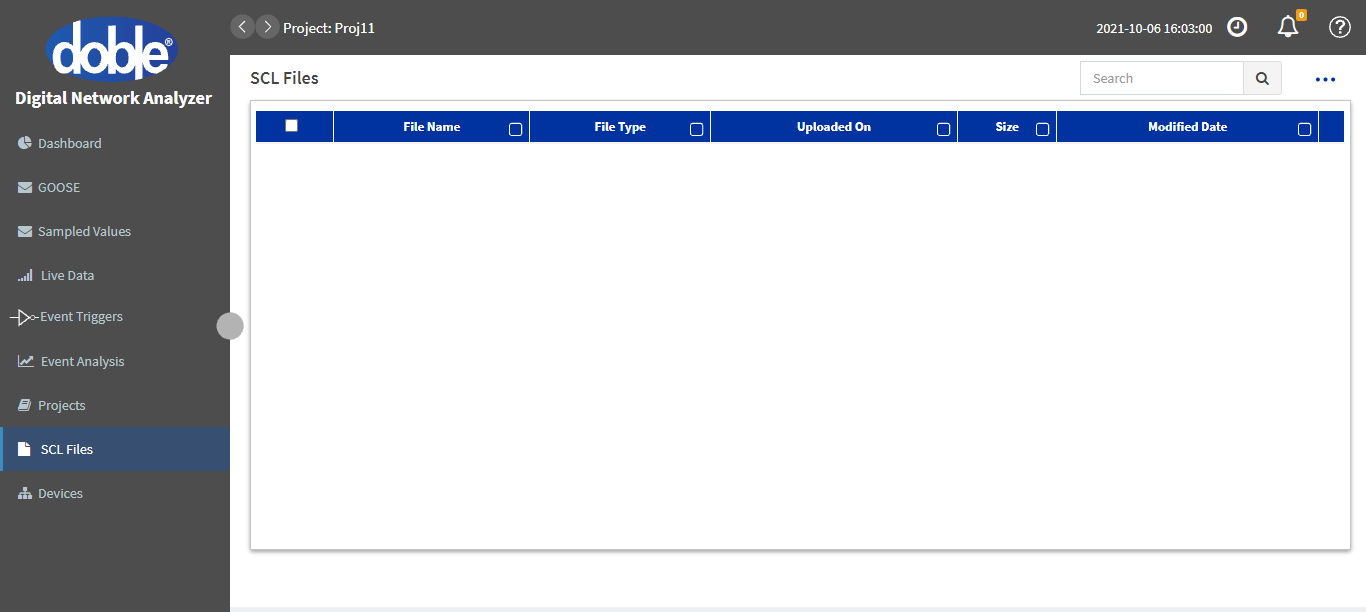 doble®
Digital Network Analyzer
Dashboard
GOOSE
Sampled Values
Live Data
Event Triggers
Event Analysis
Projects
SCL Files
Devices
Project: Proj11
2021-10-06 16:03:00
0
SCL Files
Search
File Name File Type Uploaded On Size Modified Date